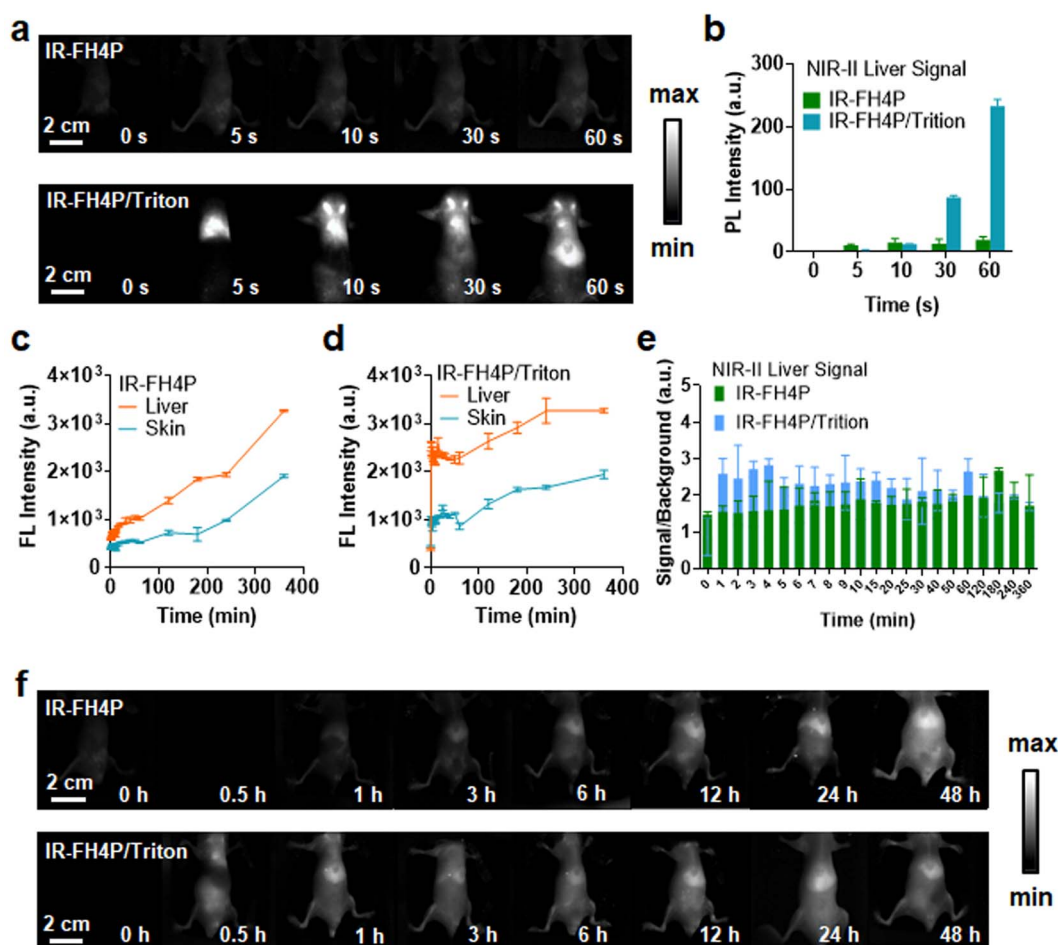 a
IR-FH4P
2 cm
0 s
5 s
10 s
30 s
60 s
IR-FH4P/Triton
2 cm
0 s
5 s
10 s
30 s
60 s
max
min
b
300
200
100
0
PL Intensity (a.u.)
NIR-II Liver Signal
IR-FH4P
IR-FH4P/Trition
0 5 10 30 60
Time (s)
c
4×10³
3×10³
2×10³
1×10³
0
FL Intensity (a.u.)
IR-FH4P
Liver
Skin
0 100 200 300 400
Time (min)
d
4×10³
3×10³
2×10³
1×10³
0
FL Intensity (a.u.)
IR-FH4P/Triton
Liver
Skin
0 100 200 300 400
Time (min)
e
NIR-II Liver Signal
IR-FH4P
IR-FH4P/Trition
5
4
3
2
1
0
Signal/Background (a.u.)
0 1 2 3 4 5 6 7 8 9 10 15 20 25 30 40 50 60 120 180 240 360
Time (min)
f
IR-FH4P
2 cm
0 h
0.5 h
1 h
3 h
6 h
12 h
24 h
48 h
IR-FH4P/Triton
2 cm
0 h
0.5 h
1 h
3 h
6 h
12 h
24 h
48 h
max
min